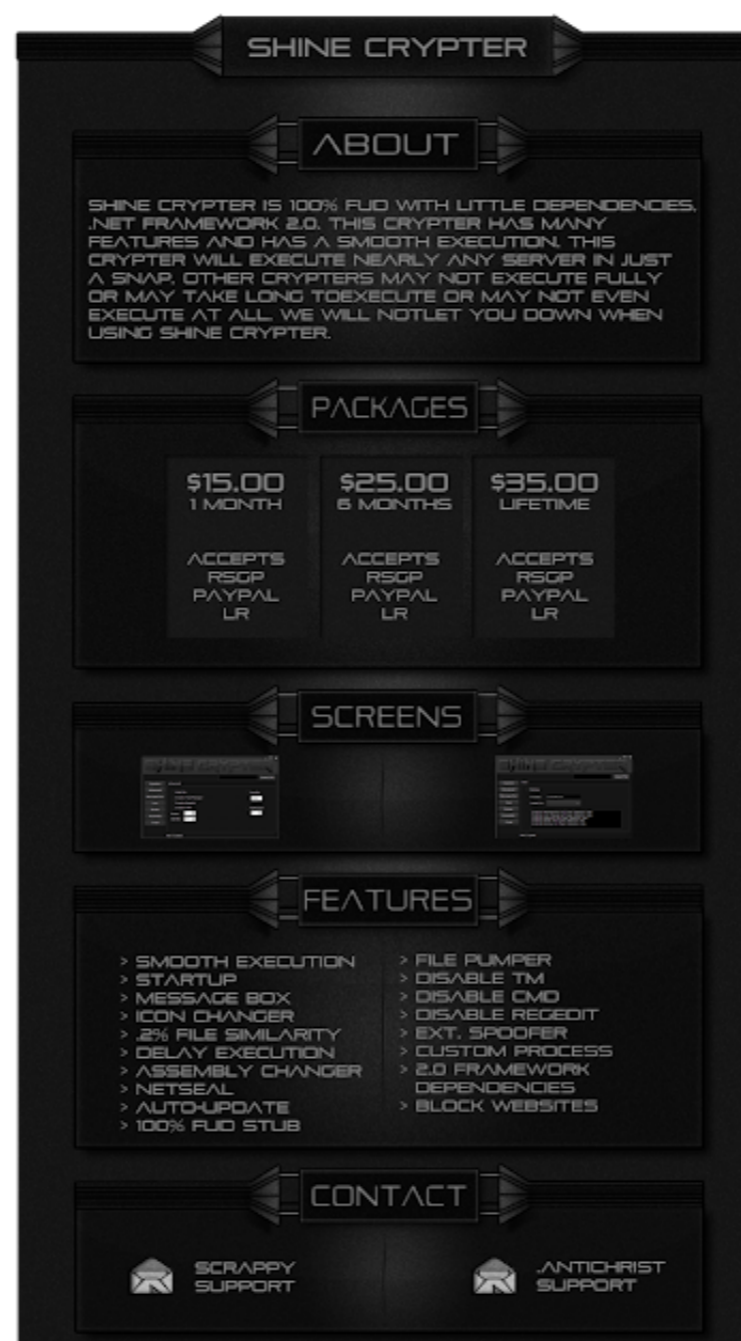 SHINE CRYPTER
ABOUT
SHINE CRYPTER IS 100% FUD WITH LITTLE DEPENDENCIES,
.NET FRAMEWORK 2.0. THIS CRYPTER HAS MANY
FEATURES AND HAS A SMOOTH EXECUTION. THIS
CRYPTER WILL EXECUTE NEARLY ANY SERVER IN JUST
A SNAP. OTHER CRYPTERS MAY NOT EXECUTE FULLY
OR MAY TAKE LONG TOEXECUTE OR MAY NOT EVEN
EXECUTE AT ALL. WE WILL NOTLET YOU DOWN WHEN
USING SHINE CRYPTER.
PACKAGES
$15.00
1 MONTH
ACCEPTS
RSGP
PAYPAL
LR
$25.00
6 MONTHS
ACCEPTS
RSGP
PAYPAL
LR
$35.00
LIFETIME
ACCEPTS
RSGP
PAYPAL
LR
SCREENS
FEATURES
> SMOOTH EXECUTION
> STARTUP
> MESSAGE BOX
> ICON CHANGER
> .2% FILE SIMILARITY
> DELAY EXECUTION
> ASSEMBLY CHANGER
> NETSEAL
> AUTO-UPDATE
> 100% FUD STUB
> FILE PUMPER
> DISABLE TM
> DISABLE CMD
> DISABLE REGEDIT
> EXT. SPOOFER
> CUSTOM PROCESS
> 2.0 FRAMEWORK
DEPENDENCIES
> BLOCK WEBSITES
CONTACT
SCRAPPY
SUPPORT
.ANTICHRIST
SUPPORT